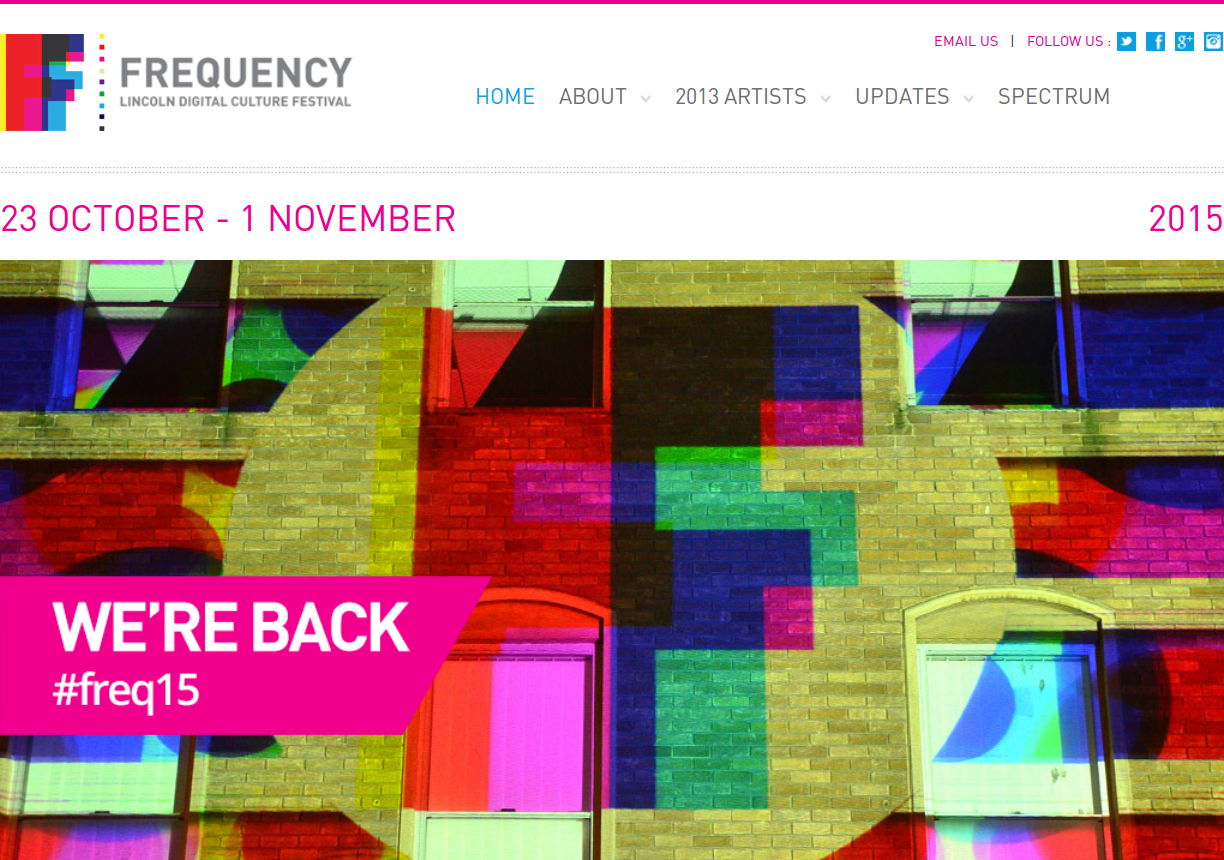 EMAIL US | FOLLOW US :
FREQUENCY
LINCOLN DIGITAL CULTURE FESTIVAL
HOME ABOUT 2013 ARTISTS UPDATES SPECTRUM
23 OCTOBER - 1 NOVEMBER 2015
WE'RE BACK
#freq15